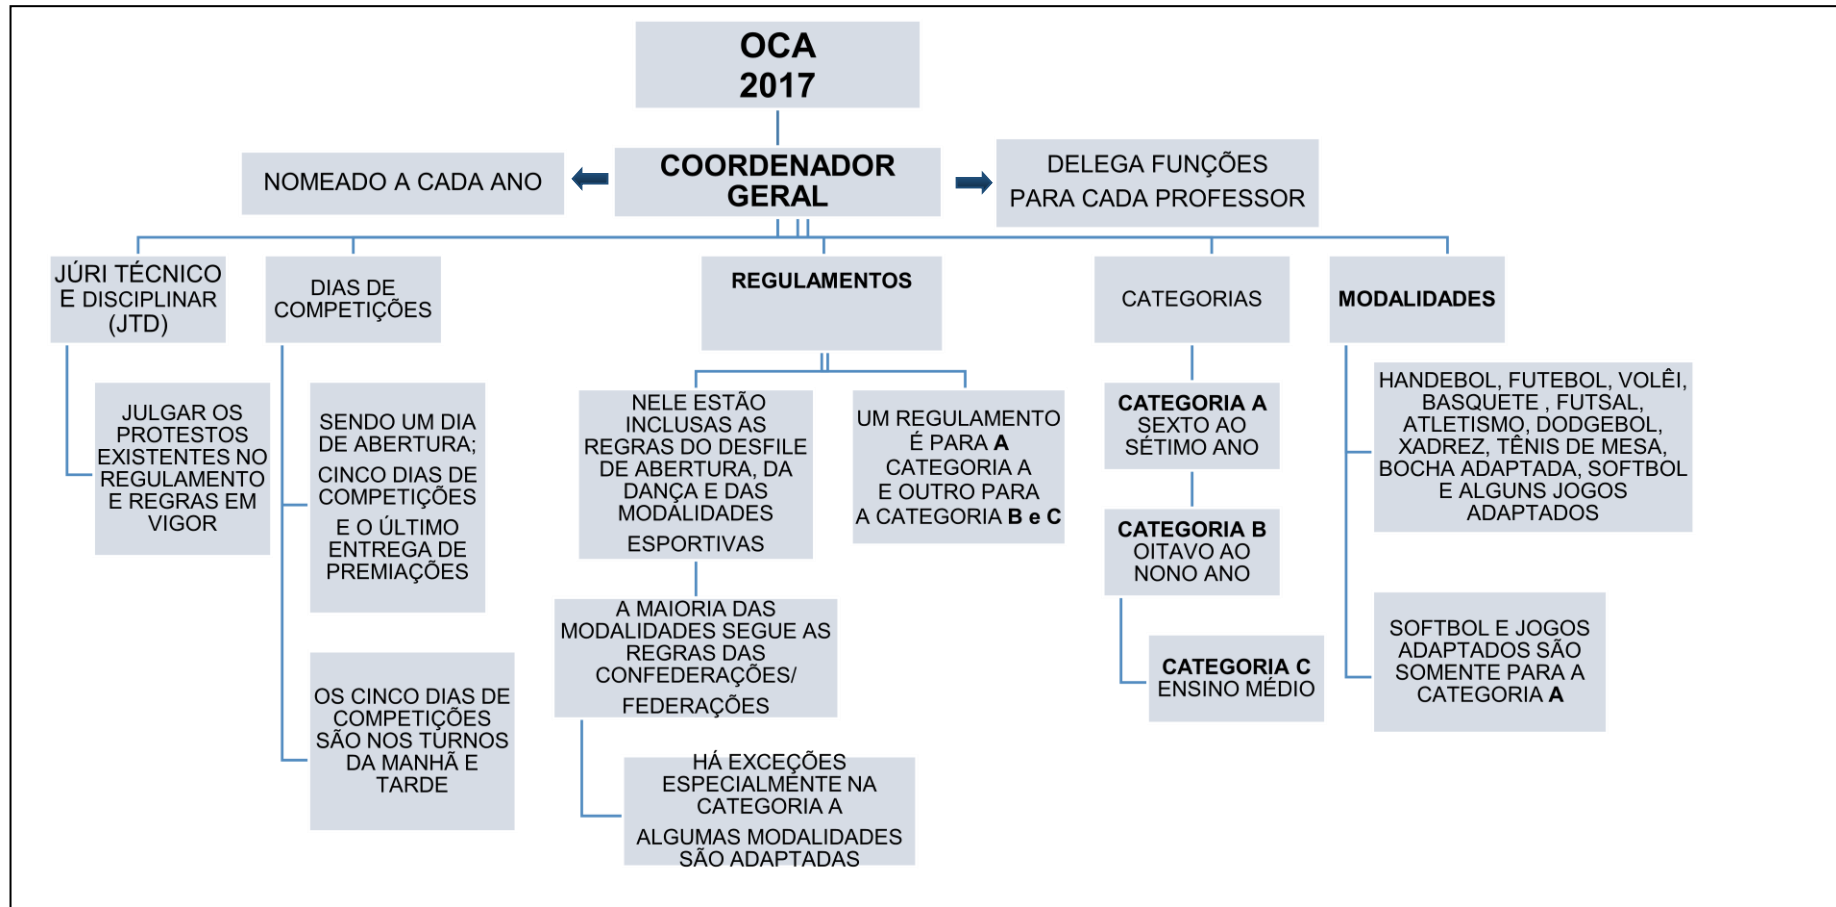 OCA
2017
NOMEADO A CADA ANO
COORDENADOR
GERAL
DELEGA FUNÇÕES
PARA CADA PROFESSOR
JÚRI TÉCNICO
E DISCIPLINAR
(JTD)
JULGAR OS
PROTESTOS
EXISTENTES NO
REGULAMENTO
E REGRAS EM
VIGOR
DIAS DE
COMPETIÇÕES
SENDO UM DIA
DE ABERTURA;
CINCO DIAS DE
COMPETIÇÕES
E O ÚLTIMO
ENTREGA DE
PREMIAÇÕES
OS CINCO DIAS DE
COMPETIÇÕES
SÃO NOS TURNOS
DA MANHÃ E
TARDE
REGULAMENTOS
NELE ESTÃO
INCLUSAS AS
REGRAS DO DESFILE
DE ABERTURA, DA
DANÇA E DAS
MODALIDADES
ESPORTIVAS
A MAIORIA DAS
MODALIDADES SEGUE AS
REGRAS DAS
CONFEDERAÇÕES/
FEDERAÇÕES
HÁ EXCEÇÕES
ESPECIALMENTE NA
CATEGORIA A
ALGUMAS MODALIDADES
SÃO ADAPTADAS
UM REGULAMENTO
É PARA A
CATEGORIA A
E OUTRO PARA
A CATEGORIA B e C
CATEGORIAS
CATEGORIA A
SEXTO AO
SÉTIMO ANO
CATEGORIA B
OITAVO AO
NONO ANO
CATEGORIA C
ENSINO MÉDIO
MODALIDADES
HANDEBOL, FUTEBOL, VOLÊI,
BASQUETE , FUTSAL,
ATLETISMO, DODGEBOL,
XADREZ, TÊNIS DE MESA,
BOCHA ADAPTADA, SOFTBOL
E ALGUNS JOGOS
ADAPTADOS
SOFTBOL E JOGOS
ADAPTADOS SÃO
SOMENTE PARA A
CATEGORIA A